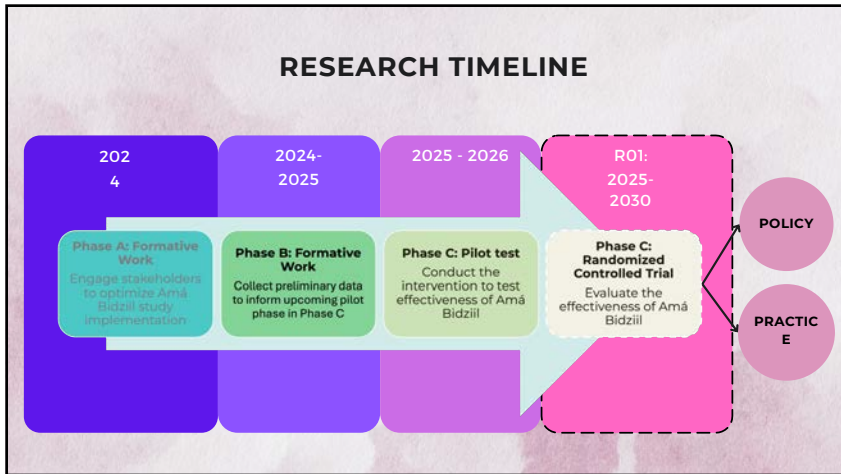 RESEARCH TIMELINE
202
4
2024-
2025
2025 - 2026
R01:
2025-
2030
Phase A: Formative
Work
Engage stakeholders
to optimize Amá
Bidziil study
implementation
Phase B: Formative
Work
Collect preliminary data
to inform upcoming pilot
phase in Phase C
Phase C: Pilot test
Conduct the
intervention to test
effectiveness of Amá
Bidziil
Phase C:
Randomized
Controlled Trial
Evaluate the
effectiveness of Amá
Bidziil
POLICY
PRACTIC
E